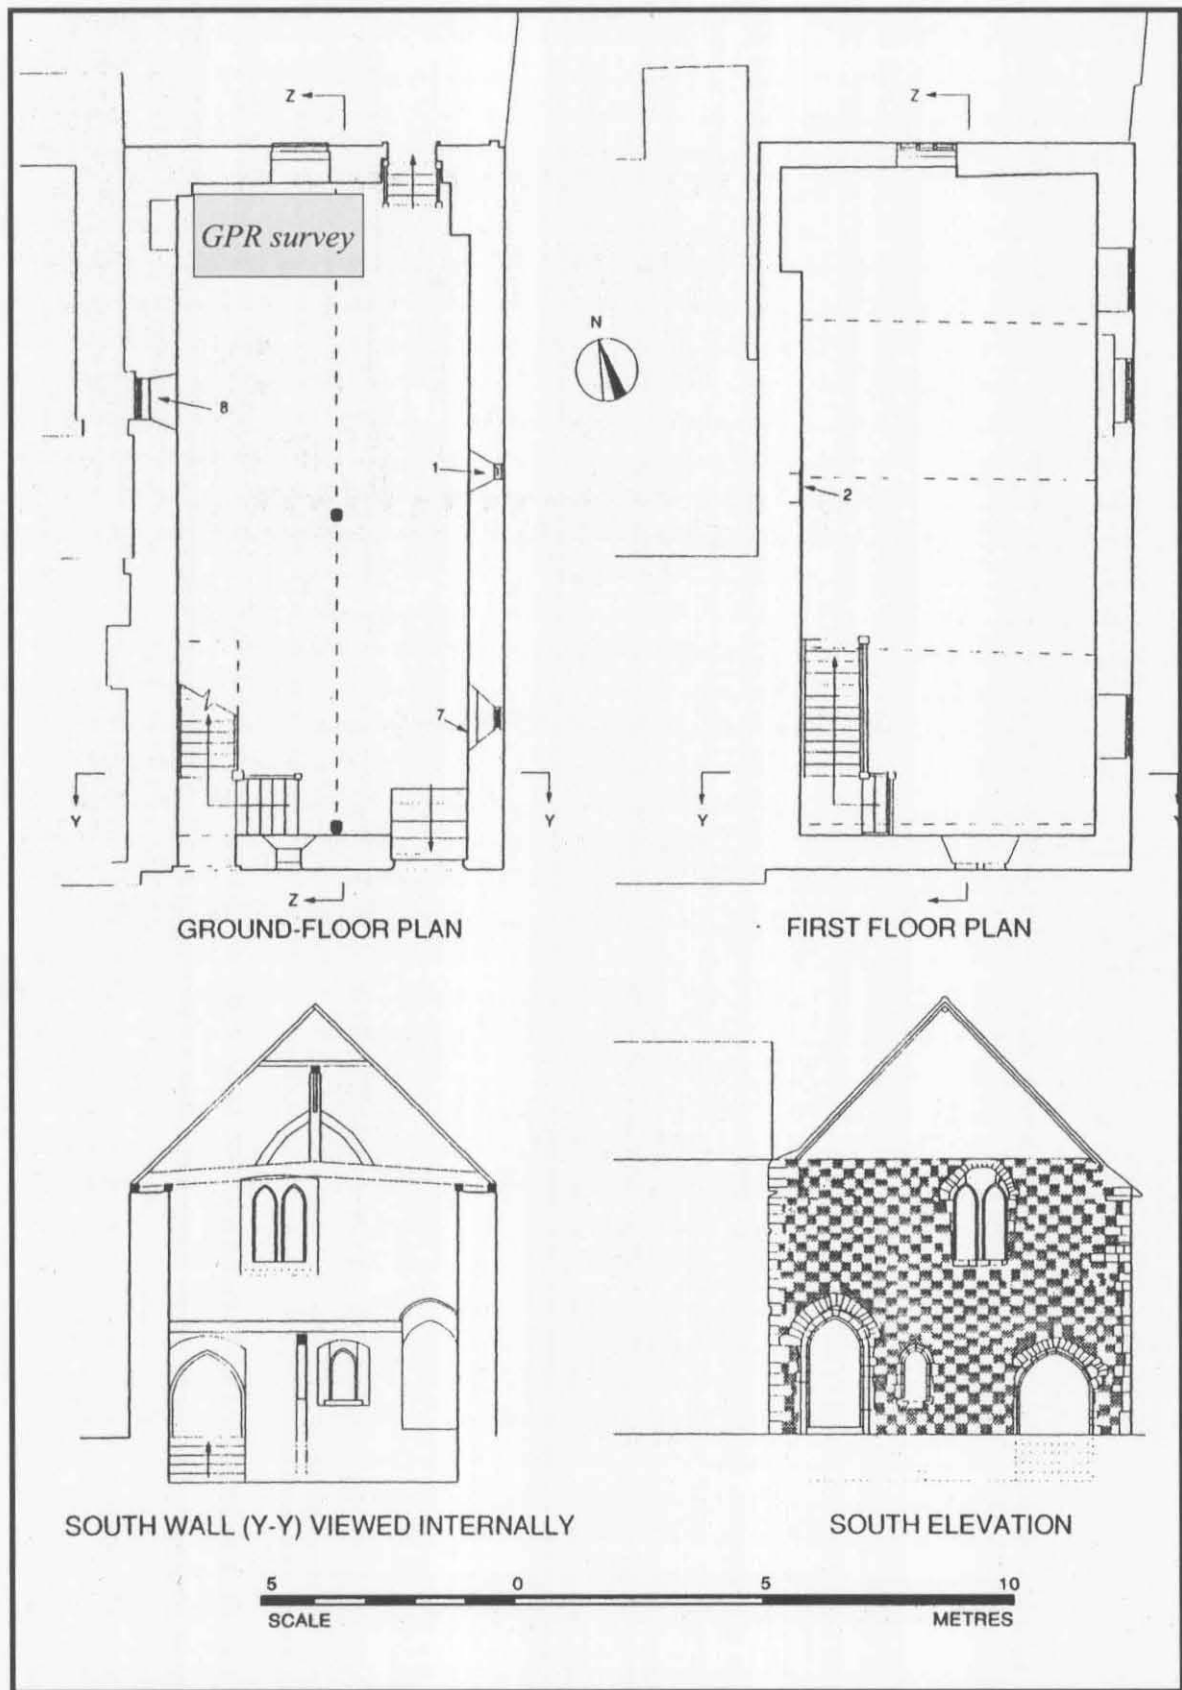 Z
Z
GPR survey
N
8
1
2
7
Y
Y
Y
Y
Z
GROUND-FLOOR PLAN
FIRST FLOOR PLAN
SOUTH WALL (Y-Y) VIEWED INTERNALLY
SOUTH ELEVATION
5 0 5 10
SCALE METRES